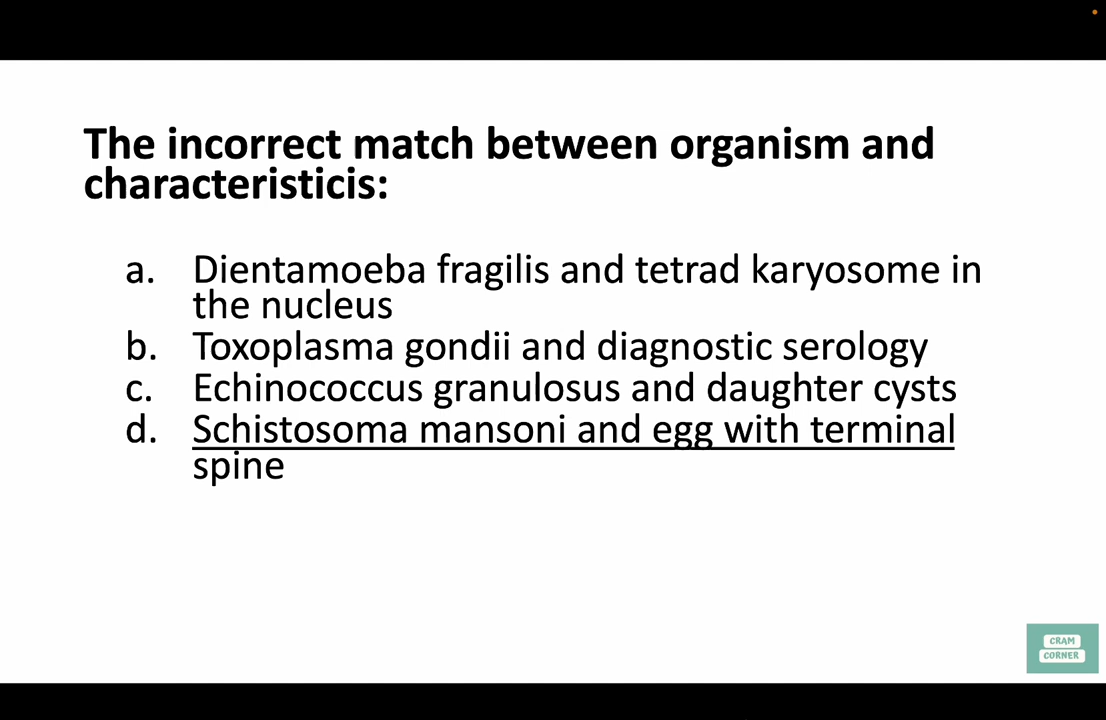 The incorrect match between organism and
characteristicis:
a. Dientamoeba fragilis and tetrad karyosome in
the nucleus
b. Toxoplasma gondii and diagnostic serology
c. Echinococcus granulosus and daughter cysts
d. Schistosoma mansoni and egg with terminal
spine
CRAM
CORNER